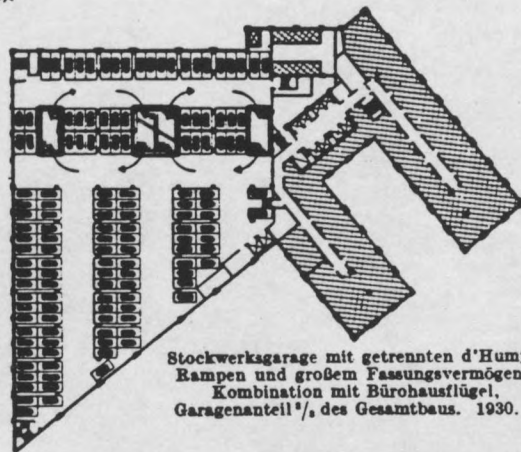 Stockwerksgarage mit getrennten d'Hum
Rampen und großem Fassungsvermögen
Kombination mit Bürohausflügel,
Garagenanteil des Gesamtbaus. 1930.